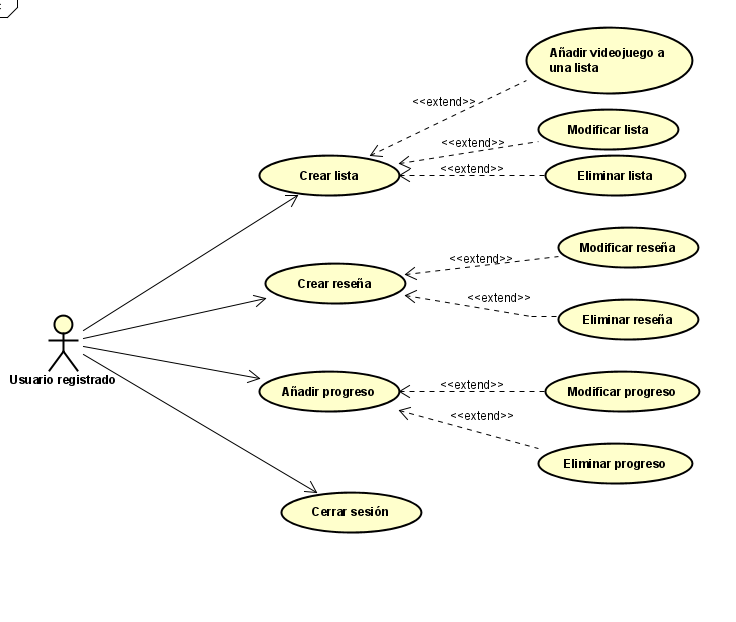 Añadir videojuego a
una lista
<<extend>>
Modificar lista
<<extend>>
<<extend>>
Crear lista
Eliminar lista
Modificar reseña
<<extend>>
Crear reseña
<<extend>>
Eliminar reseña
Usuario registrado
<<extend>>
Añadir progreso
Modificar progreso
<<extend>>
Eliminar progreso
Cerrar sesión